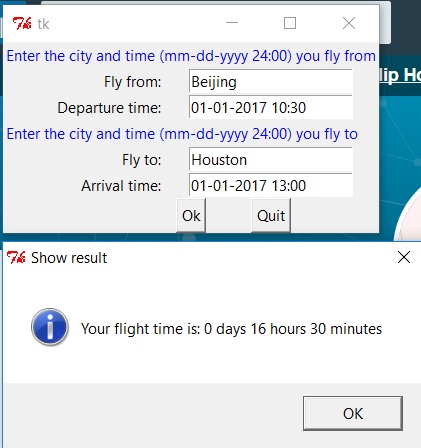 tk
Enter the city and time (mm-dd-yyyy 24:00) you fly from
Fly from: Beijing
Departure time: 01-01-2017 10:30
Enter the city and time (mm-dd-yyyy 24:00) you fly to
Fly to: Houston
Arrival time: 01-01-2017 13:00
Ok Quit
Show result
Your flight time is: 0 days 16 hours 30 minutes
OK